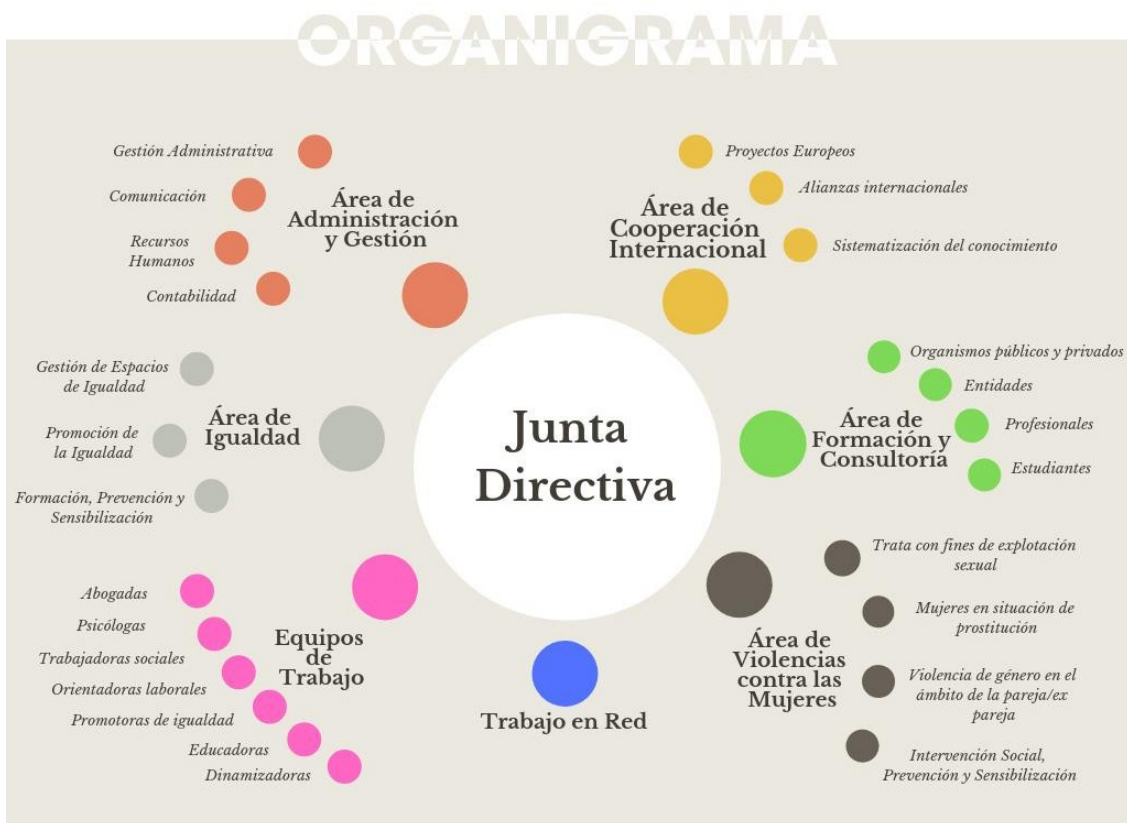 ORGANIGRAMA
Gestión Administrativa
Comunicación
Recursos
Humanos
Contabilidad
Área de
Administración
y Gestión
Proyectos Europeos
Alianzas internacionales
Sistematización del conocimiento
Área de
Cooperación
Internacional
Gestión de Espacios
de Igualdad
Promoción de
la Igualdad
Formación, Prevención y
Sensibilización
Área de
Igualdad
Junta
Directiva
Organismos públicos y privados
Entidades
Profesionales
Estudiantes
Área de
Formación y
Consultoría
Abogadas
Psicólogas
Trabajadoras sociales
Orientadoras laborales
Promotoras de igualdad
Educadoras
Dinamizadoras
Equipos
de
Trabajo
Trabajo en Red
Área de
Violencias
contra las
Mujeres
Trata con fines de explotación
sexual
Mujeres en situación de
prostitución
Violencia de género en el
ámbito de la pareja/ex
pareja
Intervención Social,
Prevención y Sensibilización